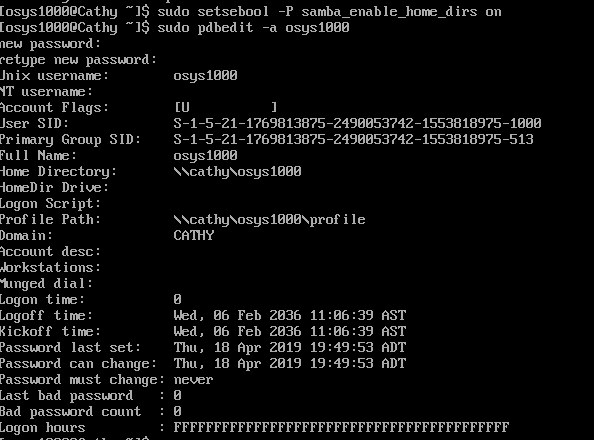 [osys1000@Cathy ~]$ sudo setsebool -P samba_enable_home_dirs on
[osys1000@Cathy ~]$ sudo pdbedit -a osys1000
new password:
retype new password:
Unix username:        osys1000
NT username:
Account Flags:        [U          ]
User SID:             S-1-5-21-1769813875-2490053742-1553818975-1000
Primary Group SID:    S-1-5-21-1769813875-2490053742-1553818975-513
Full Name:            osys1000
Home Directory:       \\cathy\osys1000
HomeDir Drive:
Logon Script:
Profile Path:         \\cathy\osys1000\profile
Domain:               CATHY
Account desc:
Workstations:
Munged dial:
Logon time:           0
Logoff time:          Wed, 06 Feb 2036 11:06:39 AST
Kickoff time:         Wed, 06 Feb 2036 11:06:39 AST
Password last set:    Thu, 18 Apr 2019 19:49:53 ADT
Password can change:  Thu, 18 Apr 2019 19:49:53 ADT
Password must change: never
Last bad password   : 0
Bad password count  : 0
Logon hours         : FFFFFFFFFFFFFFFFFFFFFFFFFFFFFFFFFFFFFFFFFF